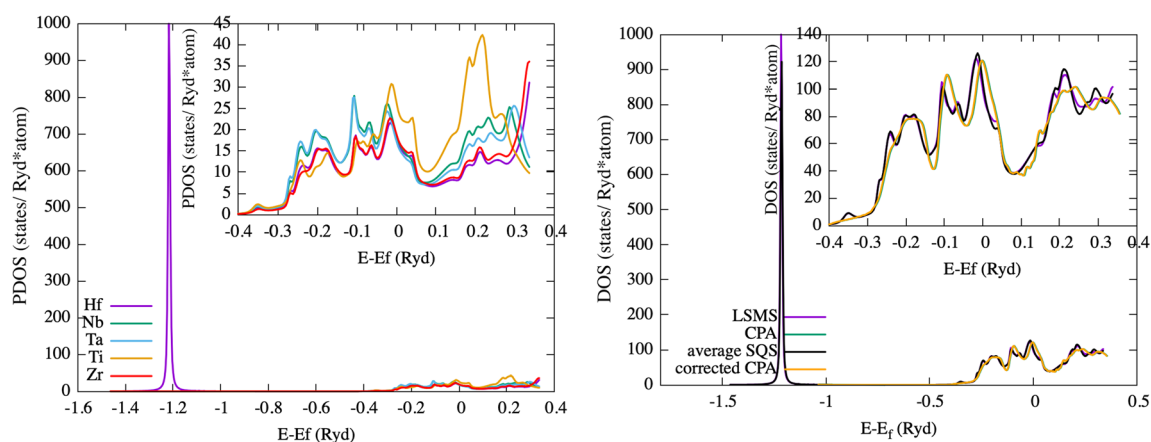 PDOS (states/ Ryd*atom)
1000
900
800
700
600
500
400
300
200
100
0
-1.6 -1.4 -1.2 -1 -0.8 -0.6 -0.4 -0.2 0 0.2 0.4
E-Ef (Ryd)
Hf
Nb
Ta
Ti
Zr
PDOS (states/ Ryd*atom)
45
40
35
30
25
20
15
10
5
0
-0.4 -0.3 -0.2 -0.1 0 0.1 0.2 0.3 0.4
E-Ef (Ryd)
DOS (states/ Ryd*atom)
1000
900
800
700
600
500
400
300
200
100
0
-1.5 -1 -0.5 0 0.5
E-Ef (Ryd)
LSMS
CPA
average SQS
corrected CPA
DOS (states/ Ryd*atom)
140
120
100
80
60
40
20
0
-0.4 -0.3 -0.2 -0.1 0 0.1 0.2 0.3 0.4
E-Ef (Ryd)